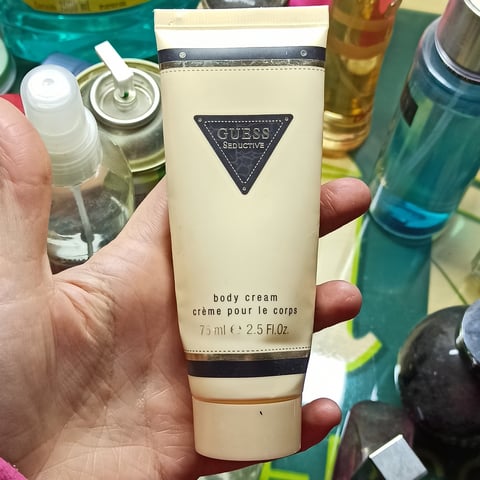 GUESS
SEDUCTIVE
body cream
crème pour le corps
75 ml e 2.5 Fl.Oz.